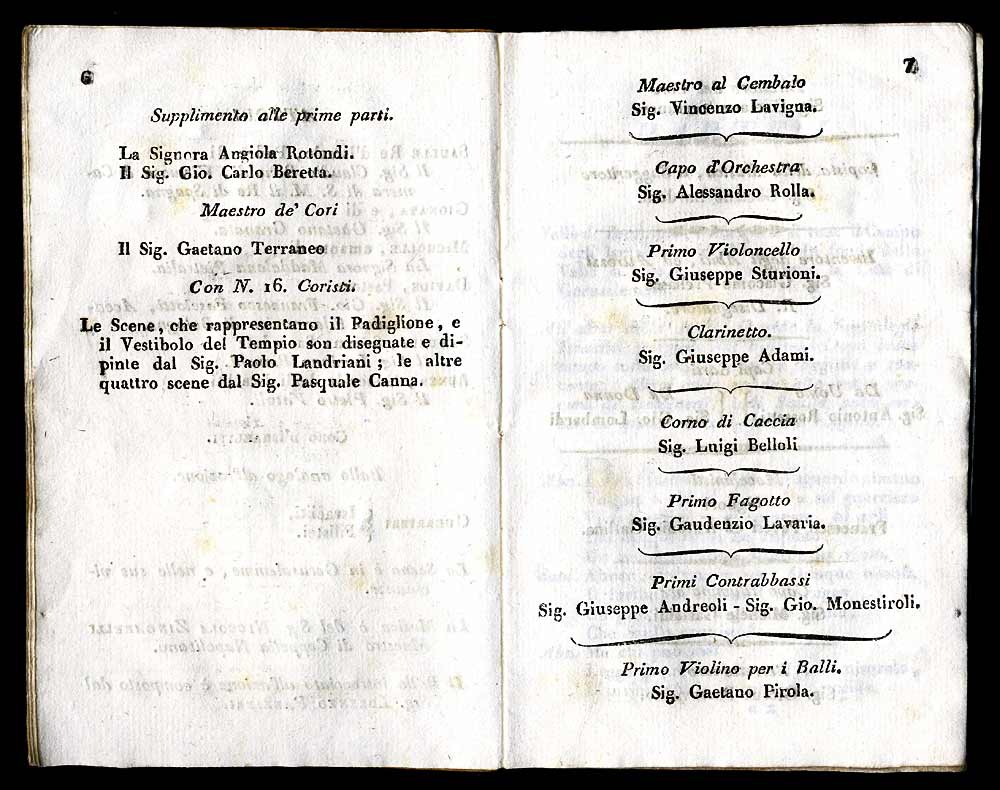 6
Supplimento alle prime parti.
La Signora Angiola Rotondi.
Il Sig. Gio. Carlo Beretta.
Maestro de' Cori
Il Sig. Gaetano Terraneo
Con N. 16. Coristi.
Le Scene, che rappresentano il Padiglione, e
il Vestibolo del Tempio son disegnate e di-
pinte dal Sig. Paolo Landriani; le altre
quattro scene dal Sig. Pasquale Canna.
7
Maestro al Cembalo
Sig. Vincenzo Lavigna.
Capo d'Orchestra
Sig. Alessandro Rolla.
Primo Violoncello
Sig. Giuseppe Sturioni.
Clarinetto.
Sig. Giuseppe Adami.
Corno di Caccia
Sig. Luigi Belloli
Primo Fagotto
Sig. Gaudenzio Lavaria.
Primi Contrabbassi
Sig. Giuseppe Andreoli - Sig. Gio. Monestiroli.
Primo Violino per i Balli.
Sig. Gaetano Pirola.